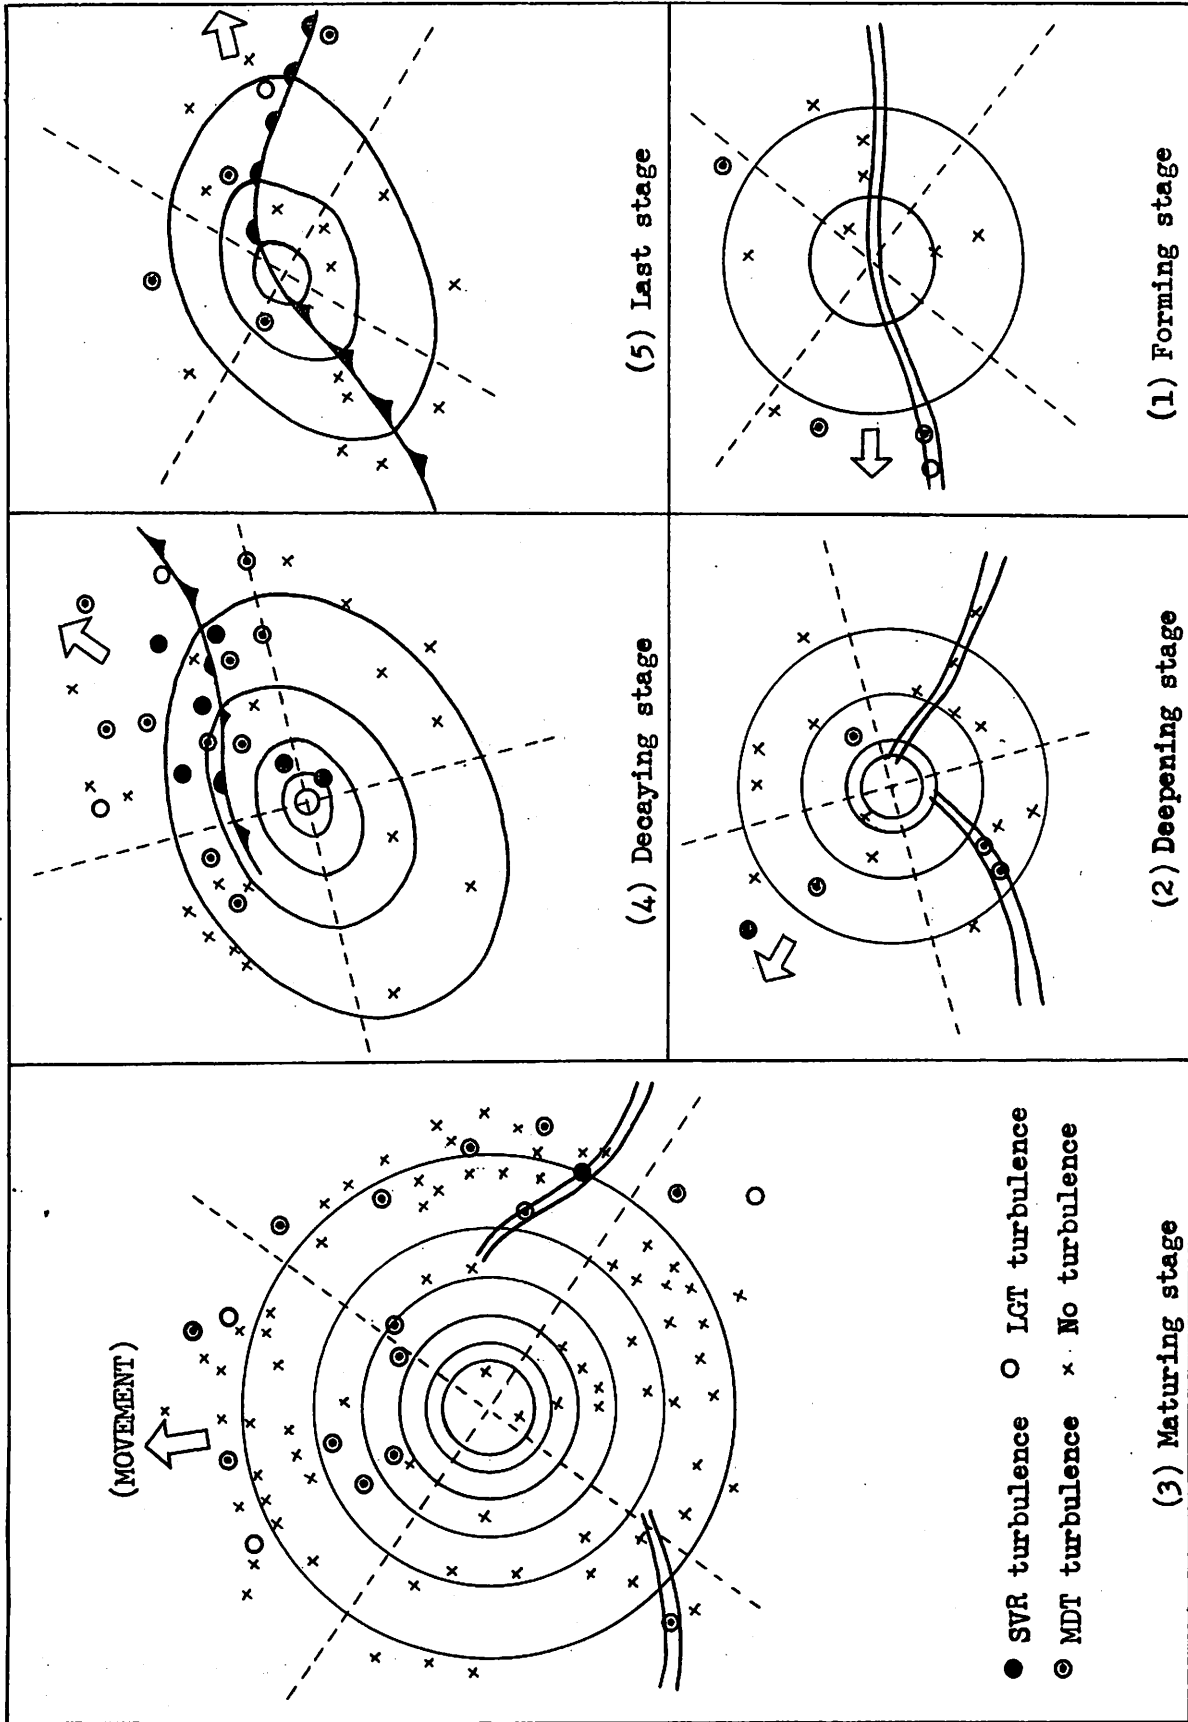 (MOVEMENT)
SVR turbulence
LGT turbulence
MDT turbulence
No turbulence
(3) Maturing stage
(4) Decaying stage
(5) Last stage
(2) Deepening stage
(1) Forming stage